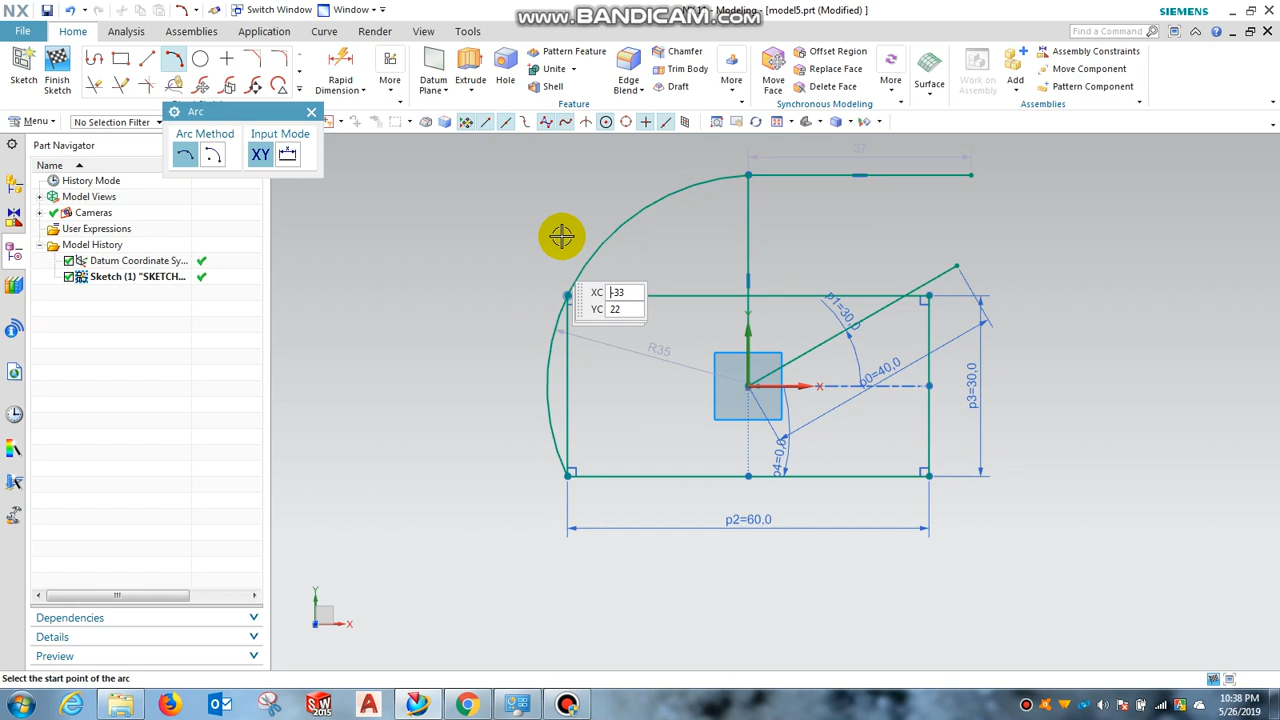 NX
Switch Window
Window
www.BANDICAM.com
Modeling - [model5.prt (Modified) ]
SIEMENS
File
Home
Analysis
Assemblies
Application
Curve
Render
View
Tools
Find a Command
Sketch
Finish Sketch
Rapid Dimension
More
Datum Plane
Extrude
Hole
Pattern Feature
Unite
Shell
Edge Blend
Chamfer
Trim Body
Draft
More
Feature
Move Face
Offset Region
Replace Face
Delete Face
More
Synchronous Modeling
Surface
Work on Assembly
Add
Assembly Constraints
Move Component
Pattern Component
Assemblies
Menu
No Selection Filter
Arc
Arc Method
Input Mode
XY
Part Navigator
Name
History Mode
Model Views
Cameras
User Expressions
Model History
Datum Coordinate Sy...
Sketch (1) "SKETCH...
Dependencies
Details
Preview
37
XC -33
YC 22
R35
p1=30,0
p0=40,0
p3=30,0
p4=0,0
p2=60,0
X
Y
Y
X
Select the start point of the arc
10:38 PM
5/26/2019